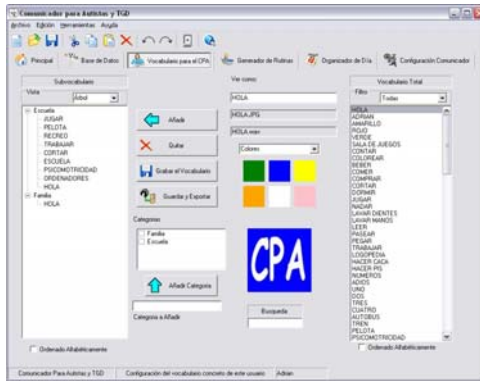 Comunicador para Autistas y TGD
Archivo Edición Herramientas Ayuda
Principal
Base de Datos
Vocabulario para el CPA
Generador de Rutinas
Organizador de Día
Configuración Comunicador
Subvocabulario
Vista
Árbol
Escuela
JUGAR
PELOTA
RECREO
TRABAJAR
CORTAR
ESCUELA
PSICOMOTRICIDAD
ORDENADORES
HOLA
Familia
HOLA
Ordenado Alfabéticamente
Añadir
Quitar
Grabar el Vocabulario
Guardar y Exportar
Categorias
Familia
Escuela
Añadir Categoria
Categoria a Añadir
Ver como:
HOLA
HOLA.JPG
HOLA.wav
Colores
CPA
Busqueda
Vocabulario Total
Filtro
Todas
HOLA
ADRIAN
AMARILLO
ROJO
VERDE
SALA DE JUEGOS
CONTAR
COLOREAR
BEBER
COMER
COMPRAR
CORTAR
DORMIR
JUGAR
NADAR
LAVAR DIENTES
LAVAR MANOS
LEER
PASEAR
PEGAR
TRABAJAR
LOGOPEDIA
HACER CACA
HACER PIS
NUMEROS
ADIOS
UNO
DOS
TRES
CUATRO
AUTOBUS
TREN
PELOTA
PSICOMOTRICIDAD
Ordenado Alfabéticamente
Comunicador Para Autistas y TGD
Configuración del vocabulario concreto de este usuario
Adrian